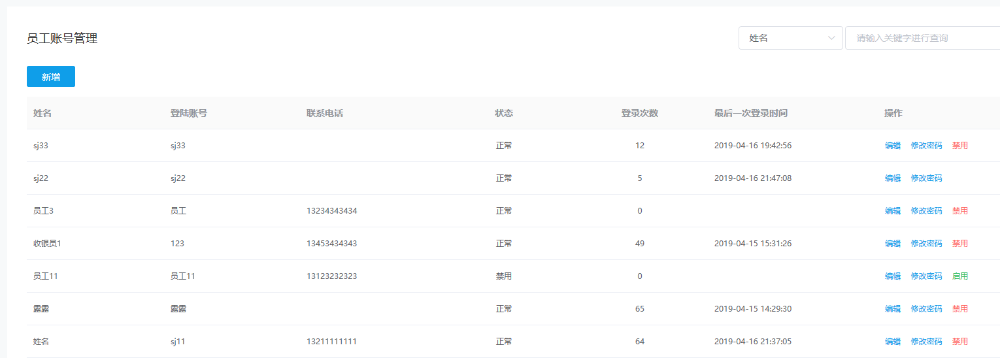 员工账号管理 姓名 请输入关键字进行查询
新增
姓名 登陆账号 联系电话 状态 登录次数 最后一次登录时间 操作
sj33 sj33 正常 12 2019-04-16 19:42:56 编辑 修改密码 禁用
sj22 sj22 正常 5 2019-04-16 21:47:08 编辑 修改密码
员工3 员工 13234343434 正常 0 编辑 修改密码 禁用
收银员1 123 13453434343 正常 49 2019-04-15 15:31:26 编辑 修改密码 禁用
员工11 员工11 13123232323 禁用 0 编辑 修改密码 启用
露露 露露 正常 65 2019-04-15 14:29:30 编辑 修改密码 禁用
姓名 sj11 13211111111 正常 64 2019-04-16 21:37:05 编辑 修改密码 禁用